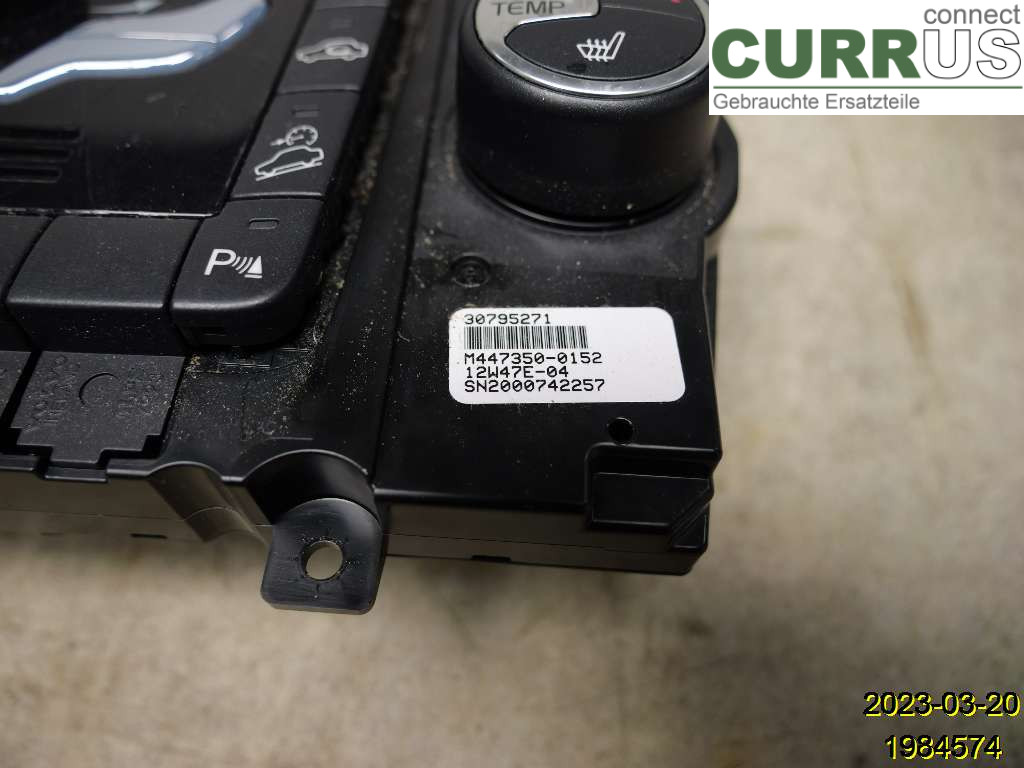 TEMP
connect
CURRUS
Gebrauchte Ersatzteile
P
30795271
M447350-0152
12W47E-04
SN2000742257
2023-03-20
1984574